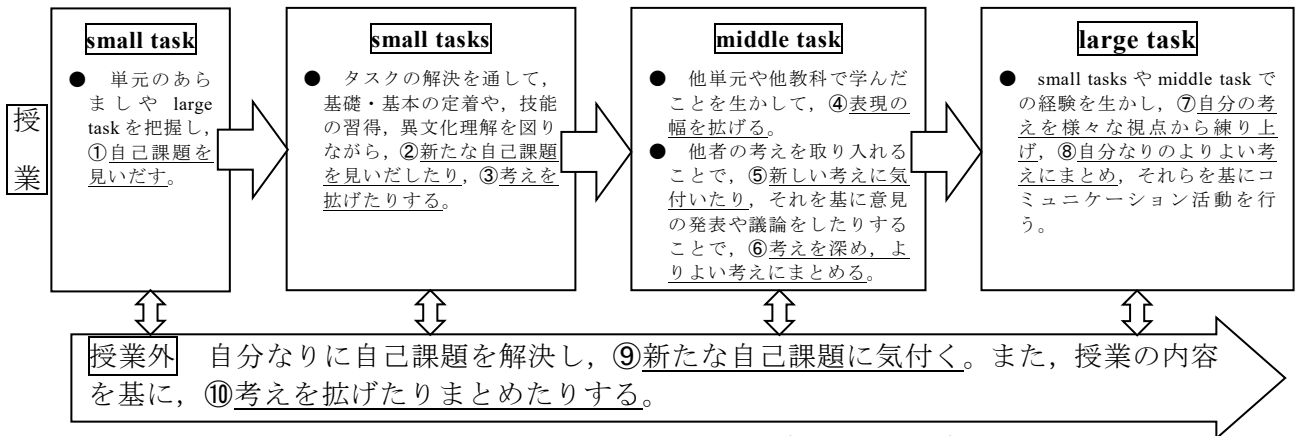 授
業
small task
● 単元のあら
ましや large
task を把握し，
①自己課題を
見いだす。
small tasks
● タスクの解決を通して，
基礎・基本の定着や，技能
の習得，異文化理解を図り
ながら，②新たな自己課題
を見いだしたり，③考えを
拡げたりする。
middle task
● 他単元や他教科で学んだ
ことを生かして，④表現の
幅を拡げる。
● 他者の考えを取り入れる
ことで，⑤新しい考えに気
付いたり，それを基に意見
の発表や議論をしたりする
ことで，⑥考えを深め，よ
りよい考えにまとめる。
large task
● small tasks や middle task で
の経験を生かし，⑦自分の考
えを様々な視点から練り上
げ，⑧自分なりのよりよい考
えにまとめ，それらを基にコ
ミュニケーション活動を行
う。
授業外 自分なりに自己課題を解決し，⑨新たな自己課題に気付く。また，授業の内容
を基に，⑩考えを拡げたりまとめたりする。